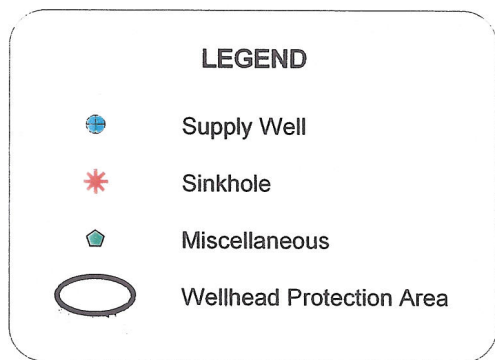 LEGEND
Supply Well
Sinkhole
Miscellaneous
Wellhead Protection Area